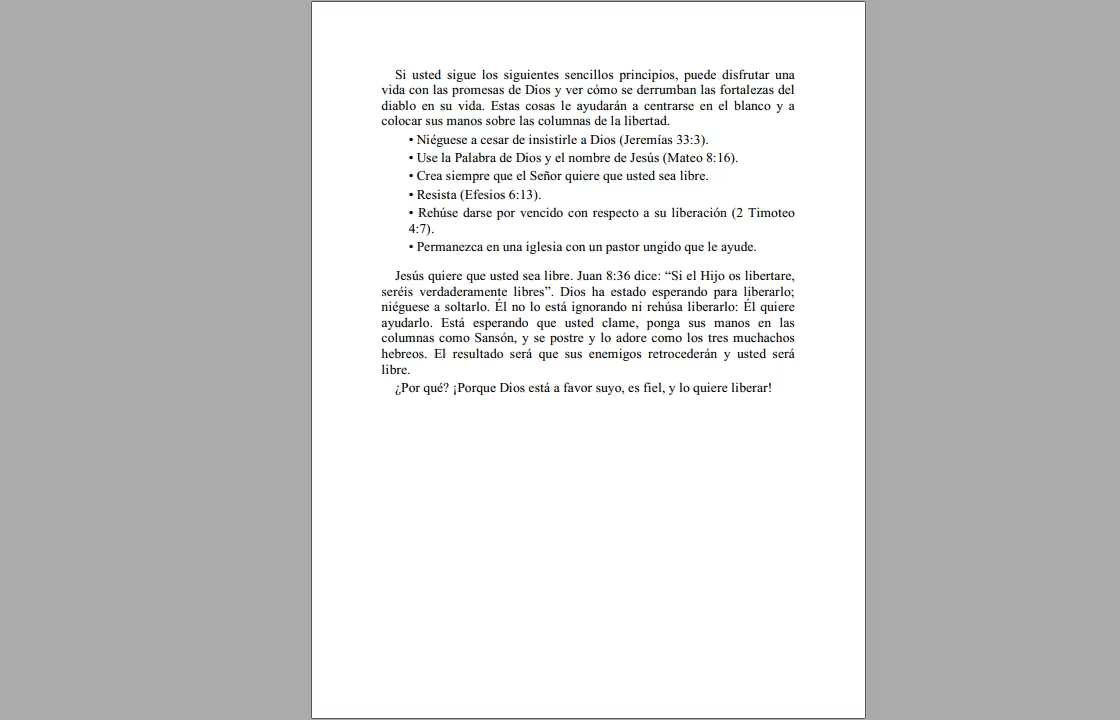 Si usted sigue los siguientes sencillos principios, puede disfrutar una
vida con las promesas de Dios y ver cómo se derrumban las fortalezas del
diablo en su vida. Estas cosas le ayudarán a centrarse en el blanco y a
colocar sus manos sobre las columnas de la libertad.
• Niéguese a cesar de insistirle a Dios (Jeremías 33:3).
• Use la Palabra de Dios y el nombre de Jesús (Mateo 8:16).
• Crea siempre que el Señor quiere que usted sea libre.
• Resista (Efesios 6:13).
• Rehúse darse por vencido con respecto a su liberación (2 Timoteo
4:7).
• Permanezca en una iglesia con un pastor ungido que le ayude.
Jesús quiere que usted sea libre. Juan 8:36 dice: “Si el Hijo os libertare,
seréis verdaderamente libres”. Dios ha estado esperando para liberarlo;
niéguese a soltarlo. Él no lo está ignorando ni rehúsa liberarlo: Él quiere
ayudarlo. Está esperando que usted clame, ponga sus manos en las
columnas como Sansón, y se postre y lo adore como los tres muchachos
hebreos. El resultado será que sus enemigos retrocederán y usted será
libre.
¿Por qué? ¡Porque Dios está a favor suyo, es fiel, y lo quiere liberar!